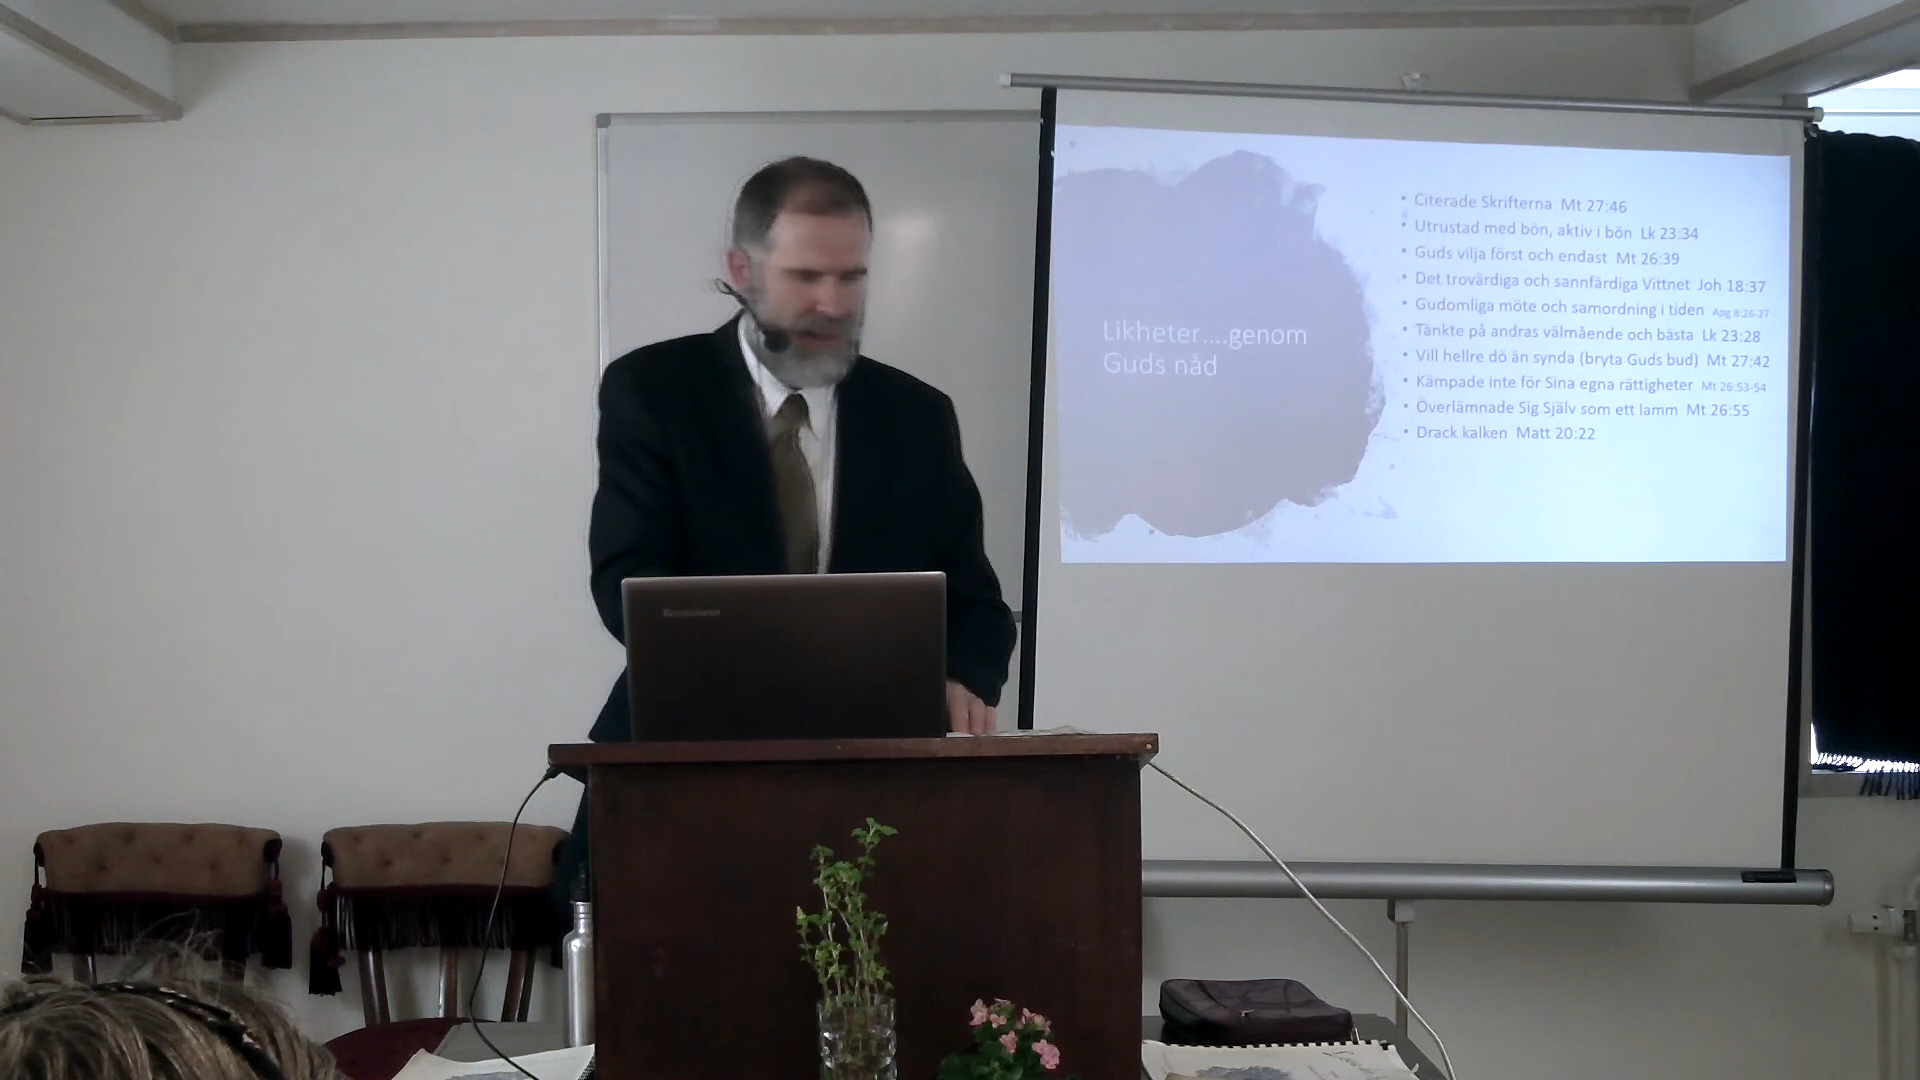 Likheter....genom
Guds nåd
• Citerade Skrifterna Mt 27:46
• Utrustad med bön, aktiv i bön Lk 23:34
• Guds vilja först och endast Mt 26:39
• Det trovärdiga och sannfärdiga Vittnet Joh 18:37
• Gudomliga möte och samordning i tiden Apg 8:26-27
• Tänkte på andras välmående och bästa Lk 23:28
• Vill hellre dö än synda (bryta Guds bud) Mt 27:42
• Kämpade inte för Sina egna rättigheter Mt 26:53-54
• Överlämnade Sig Själv som ett lamm Mt 26:55
• Drack kalken Matt 20:22
lenovo